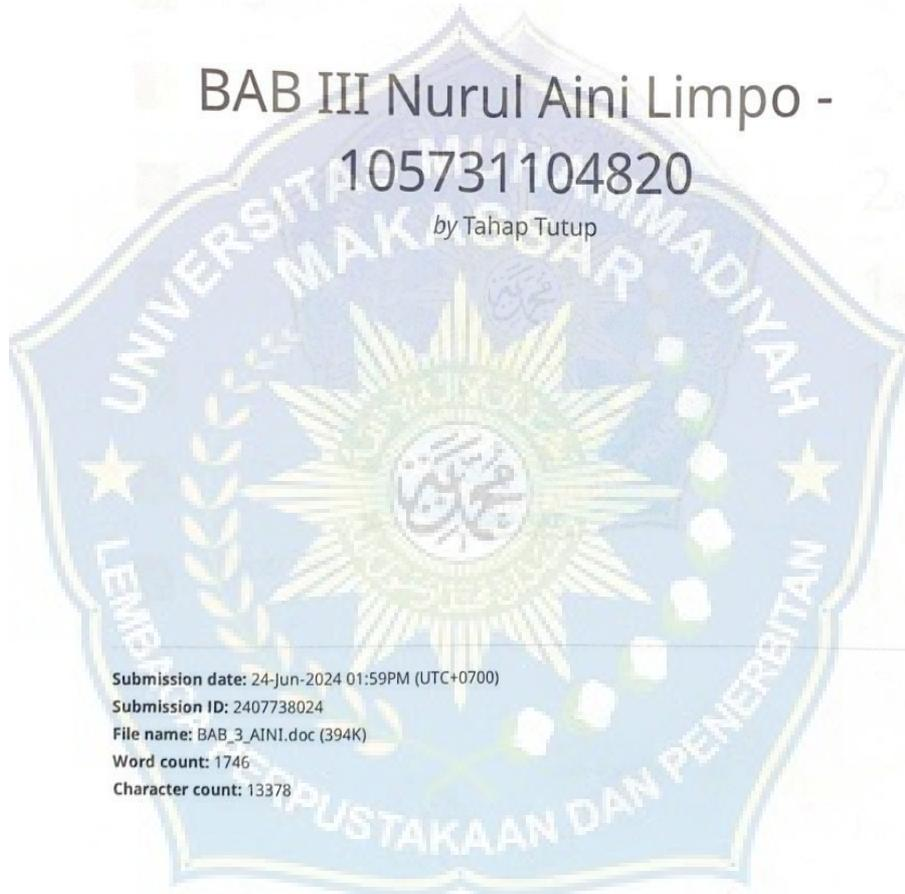 BAB III Nurul Aini Limpo -
105731104820
by Tahap Tutup
UNIVERSITAS MUHAMMADIYAH
MAKASSAR
Submission date: 24-Jun-2024 01:59PM (UTC+0700)
Submission ID: 2407738024
File name: BAB_3_AINI.doc (394K)
Word count: 1746
Character count: 13378
LEMBAGA PERPUSTAKAAN DAN PENERBITAN